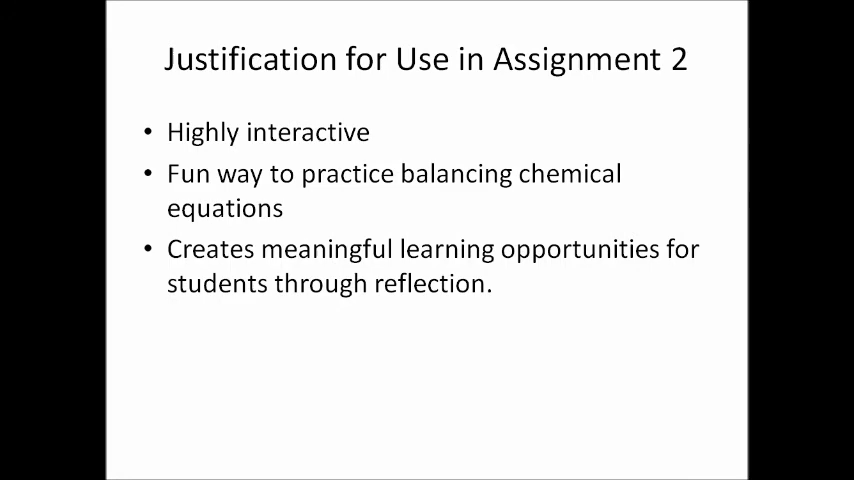 Justification for Use in Assignment 2
• Highly interactive
• Fun way to practice balancing chemical
equations
• Creates meaningful learning opportunities for
students through reflection.